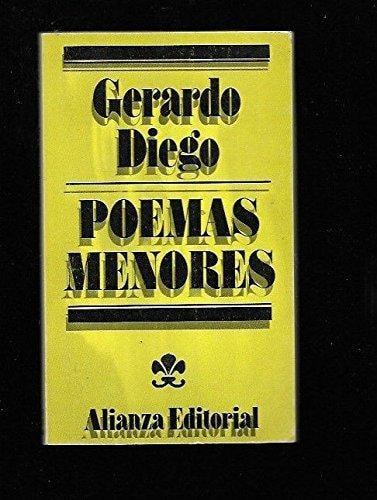 Gerardo
Diego
POEMAS
MENORES
Alianza Editorial